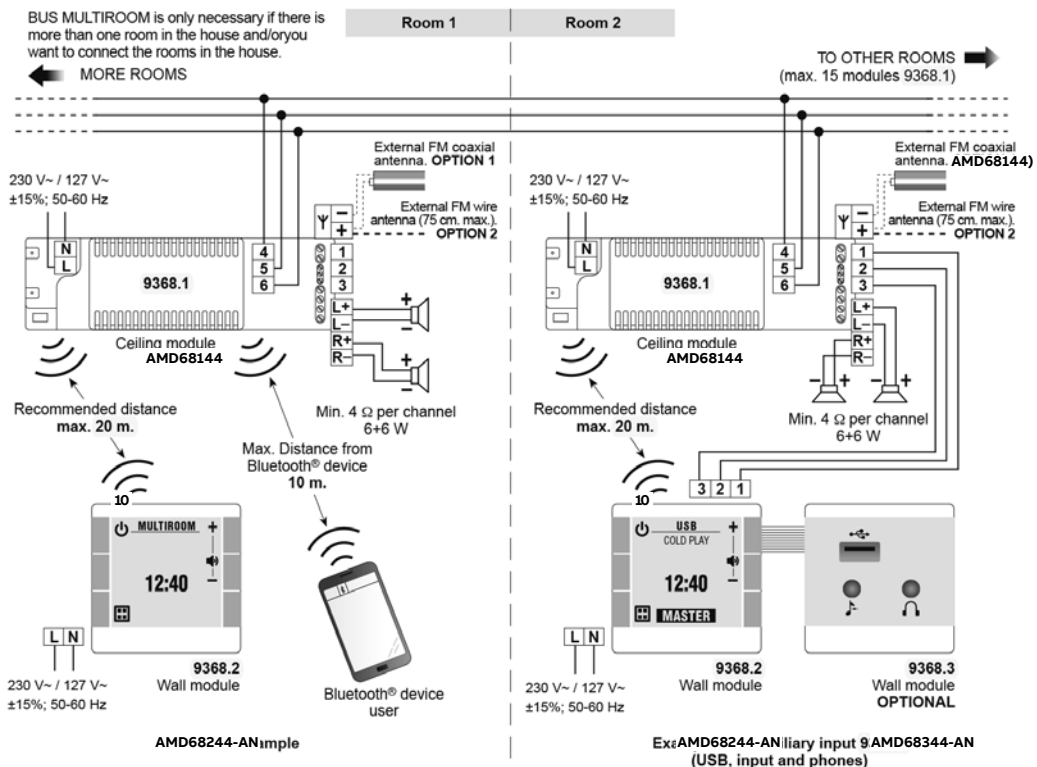 BUS MULTIROOM is only necessary if there is
more than one room in the house and/oryou
want to connect the rooms in the house.
MORE ROOMS
Room 1
Room 2
TO OTHER ROOMS
(max. 15 modules 9368.1)
230 V~ / 127 V~
±15%; 50-60 Hz
N
L
9368.1
Ceiling module
AMD68144
4
5
6
External FM coaxial
antenna. OPTION 1
External FM wire
antenna (75 cm. max.).
OPTION 2
−
+
1
2
3
L+
L−
R+
R−
+
−
+
−
Min. 4 Ω per channel
6+6 W
Recommended distance
max. 20 m.
Max. Distance from
Bluetooth® device
10 m.
10
MULTIROOM
+
−
12:40
L N
230 V~ / 127 V~
±15%; 50-60 Hz
9368.2
Wall module
Bluetooth® device
user
AMD68244-AN mple
230 V~ / 127 V~
±15%; 50-60 Hz
N
L
9368.1
Ceiling module
AMD68144
4
5
6
External FM coaxial
antenna. AMD68144)
External FM wire
antenna (75 cm. max.).
OPTION 2
−
+
1
2
3
L+
L−
R+
R−
− + − +
Min. 4 Ω per channel
6+6 W
Recommended distance
max. 20 m.
3 2 1
10
USB
COLD PLAY
+
−
12:40
MASTER
L N
230 V~ / 127 V~
±15%; 50-60 Hz
9368.2
Wall module
9368.3
Wall module
OPTIONAL
Exa AMD68244-AN liary input 9 AMD68344-AN
(USB, input and phones)